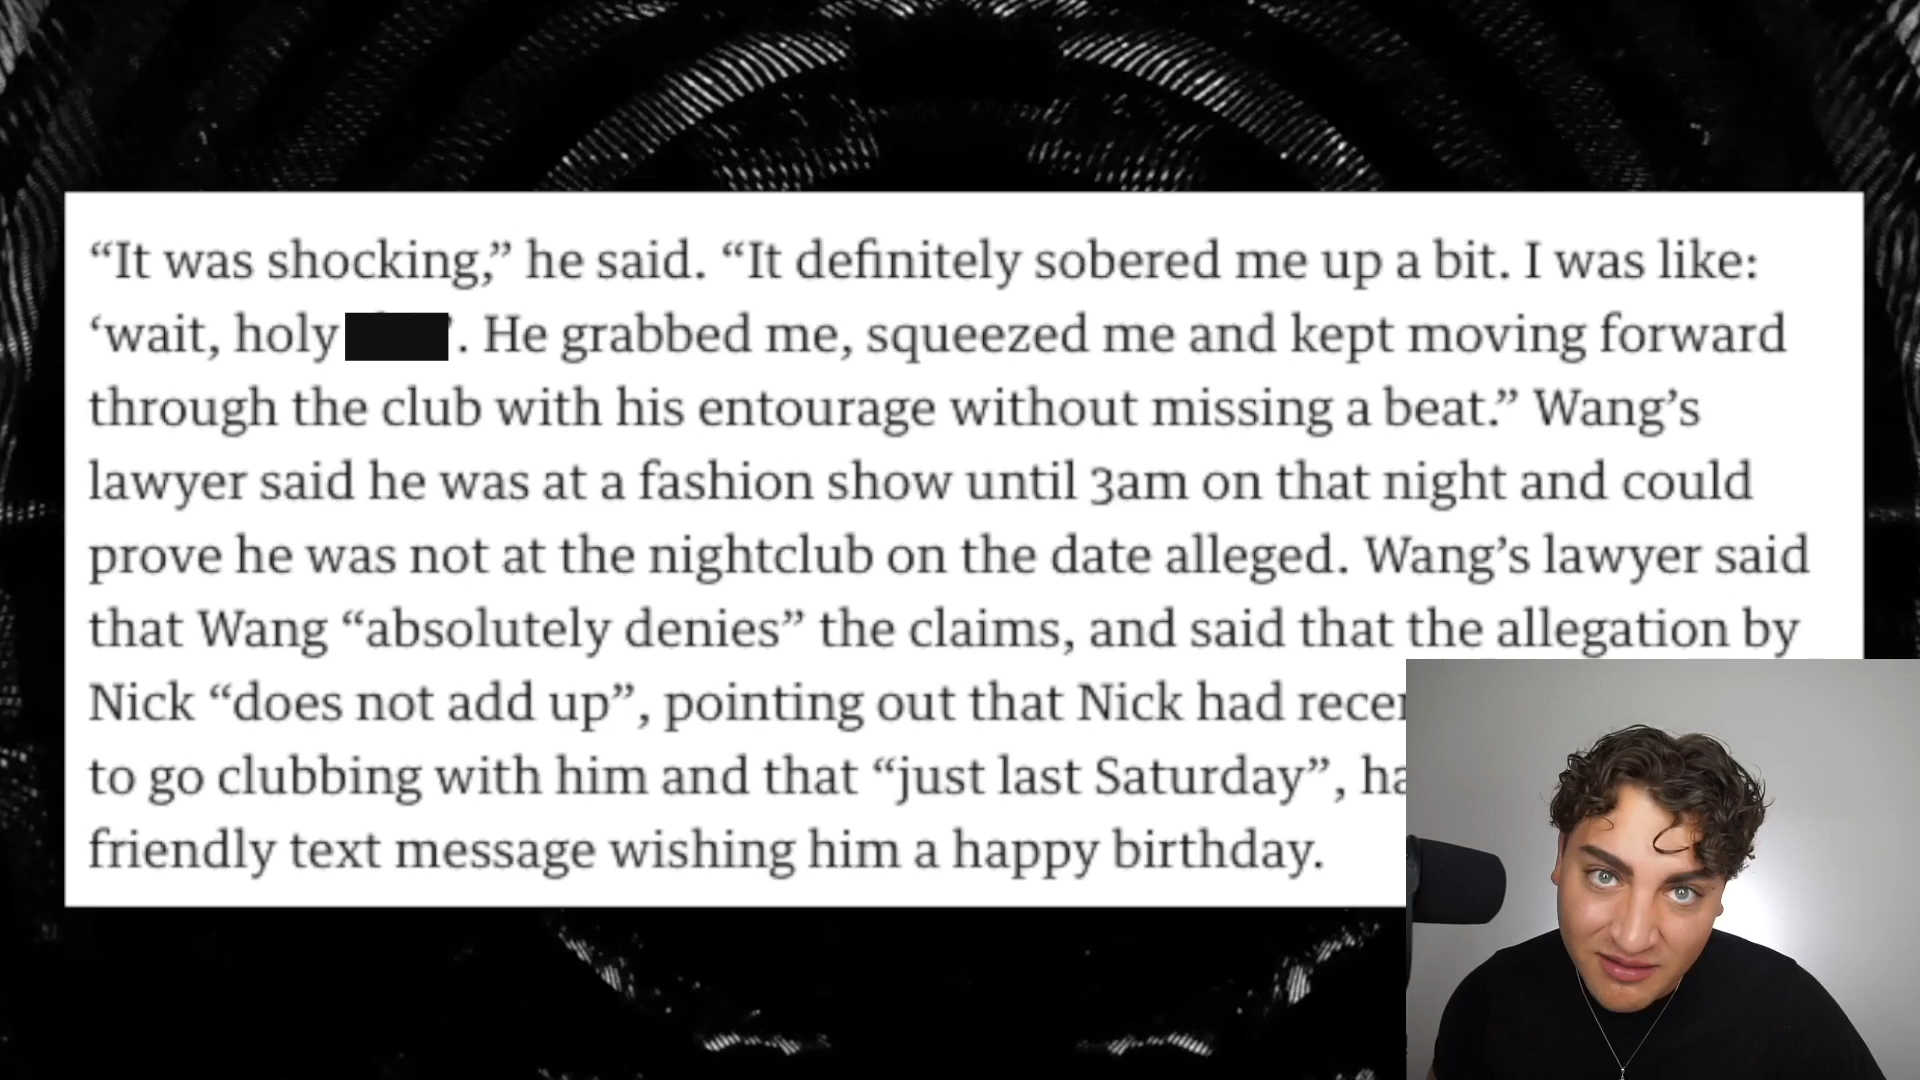 “It was shocking,” he said. “It definitely sobered me up a bit. I was like:
‘wait, holy ’. He grabbed me, squeezed me and kept moving forward
through the club with his entourage without missing a beat.” Wang’s
lawyer said he was at a fashion show until 3am on that night and could
prove he was not at the nightclub on the date alleged. Wang’s lawyer said
that Wang “absolutely denies” the claims, and said that the allegation by
Nick “does not add up”, pointing out that Nick had
to go clubbing with him and that “just last Saturday”,
friendly text message wishing him a happy birthday.